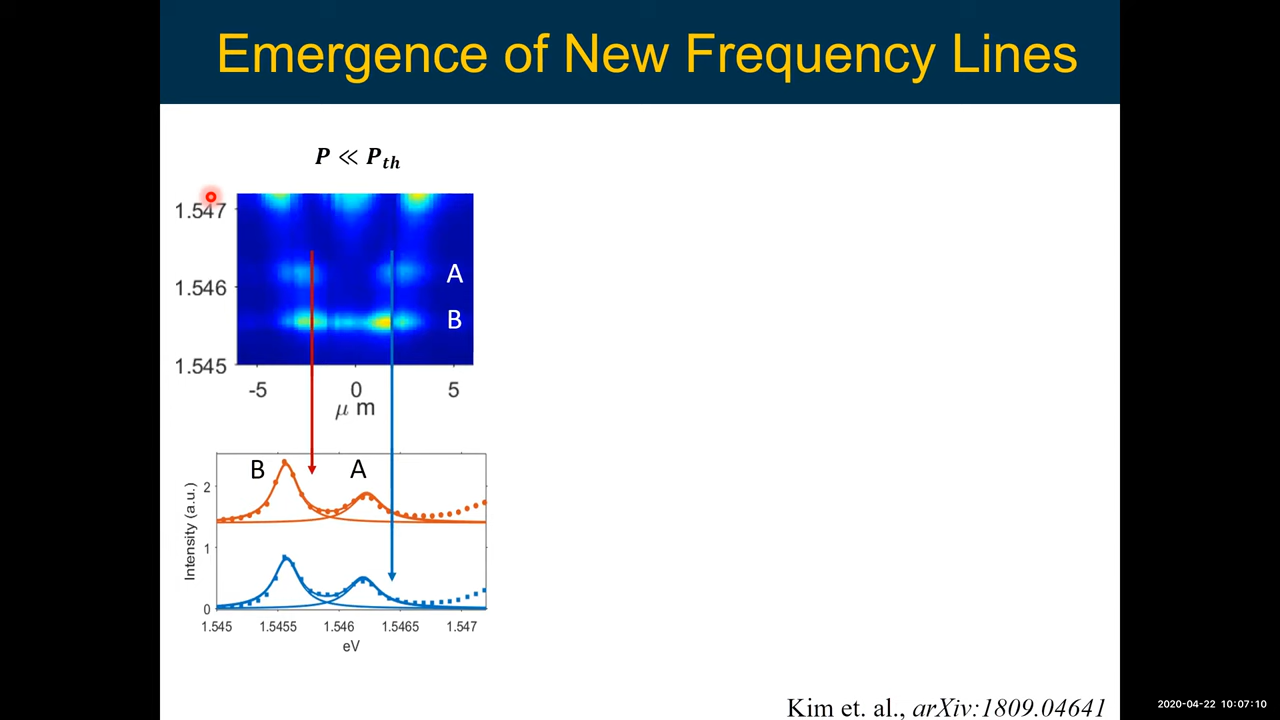 Emergence of New Frequency Lines
P ≪ P_th
1.547
1.546
1.545
A
B
-5 0 5
μ m
B A
2
1
0
Intensity (a.u.)
1.545 1.5455 1.546 1.5465 1.547
eV
Kim et. al., arXiv:1809.04641
2020-04-22 10:07:10